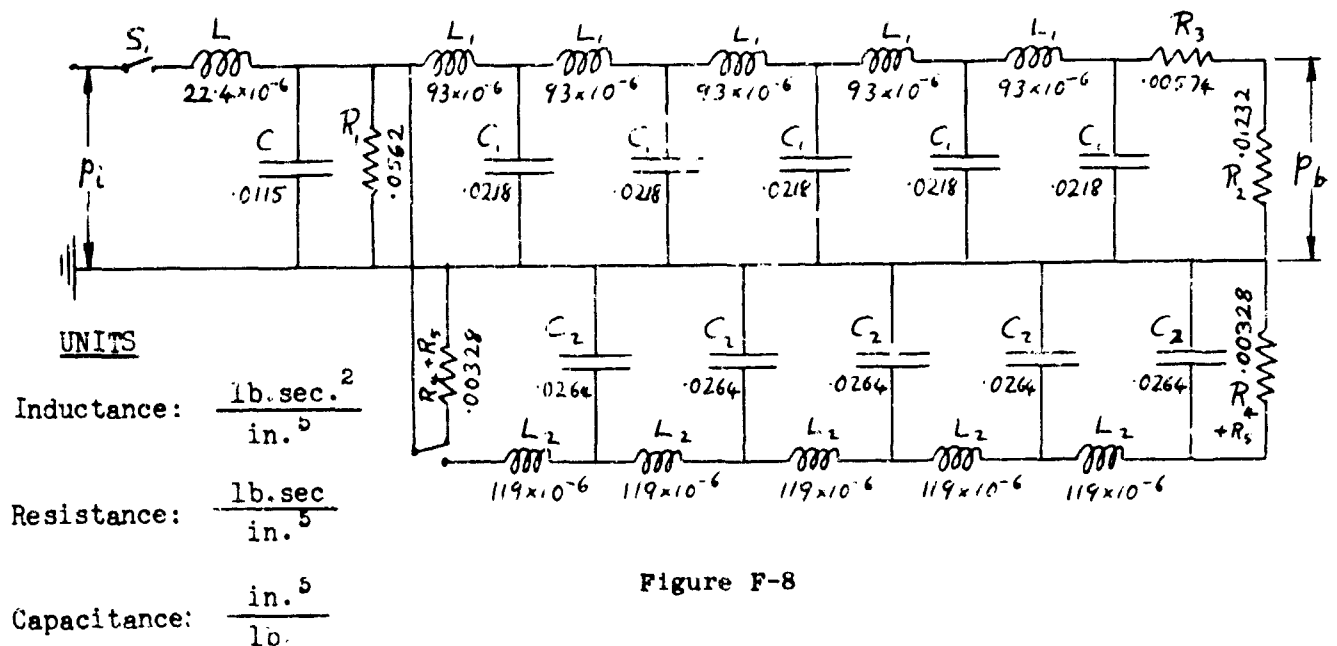 S₁ L L₁ L₁ L₁ L₁ L₁ R₃
22.4×10⁻⁶ 93×10⁻⁶ 93×10⁻⁶ 93×10⁻⁶ 93×10⁻⁶ 93×10⁻⁶ .00574
Pi C R₁ C₁ C₁ C₁ C₁ C₁ R₂ Pb
.0115 .0562 .0218 .0218 .0218 .0218 .0218 .01232
R₄+R₅ C₂ C₂ C₂ C₂ C₂ R₄+R₅
.00328 .0264 .0264 .0264 .0264 .0264 .00328
L₂ L₂ L₂ L₂ L₂
119×10⁻⁶ 119×10⁻⁶ 119×10⁻⁶ 119×10⁻⁶ 119×10⁻⁶
UNITS
Inductance: lb.sec.² / in.⁵
Resistance: lb.sec / in.⁵
Capacitance: in.⁵ / lb.
Figure F-8